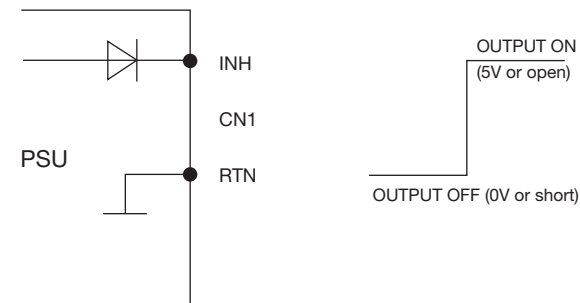 INH
CN1
PSU
RTN
OUTPUT ON
(5V or open)
OUTPUT OFF (0V or short)